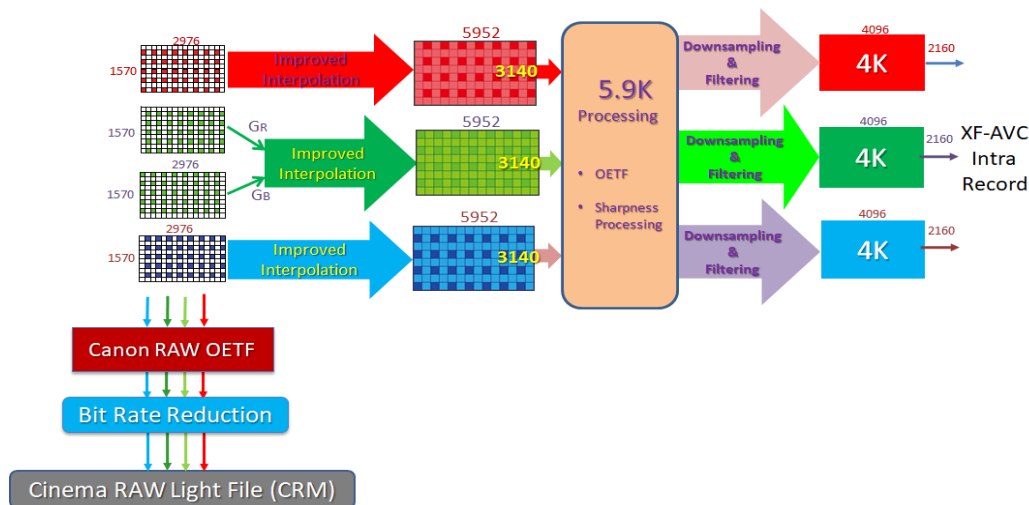 2976
1570
Improved
Interpolation
5952
3140
5.9K
Processing
• OETF
• Sharpness
Processing
Downsampling
&
Filtering
4096
2160
4K
1570
GR
2976
1570
GB
Improved
Interpolation
5952
3140
Downsampling
&
Filtering
4096
2160
4K
XF-AVC
Intra
Record
2976
1570
Improved
Interpolation
5952
3140
Downsampling
&
Filtering
4096
2160
4K
Canon RAW OETF
Bit Rate Reduction
Cinema RAW Light File (CRM)